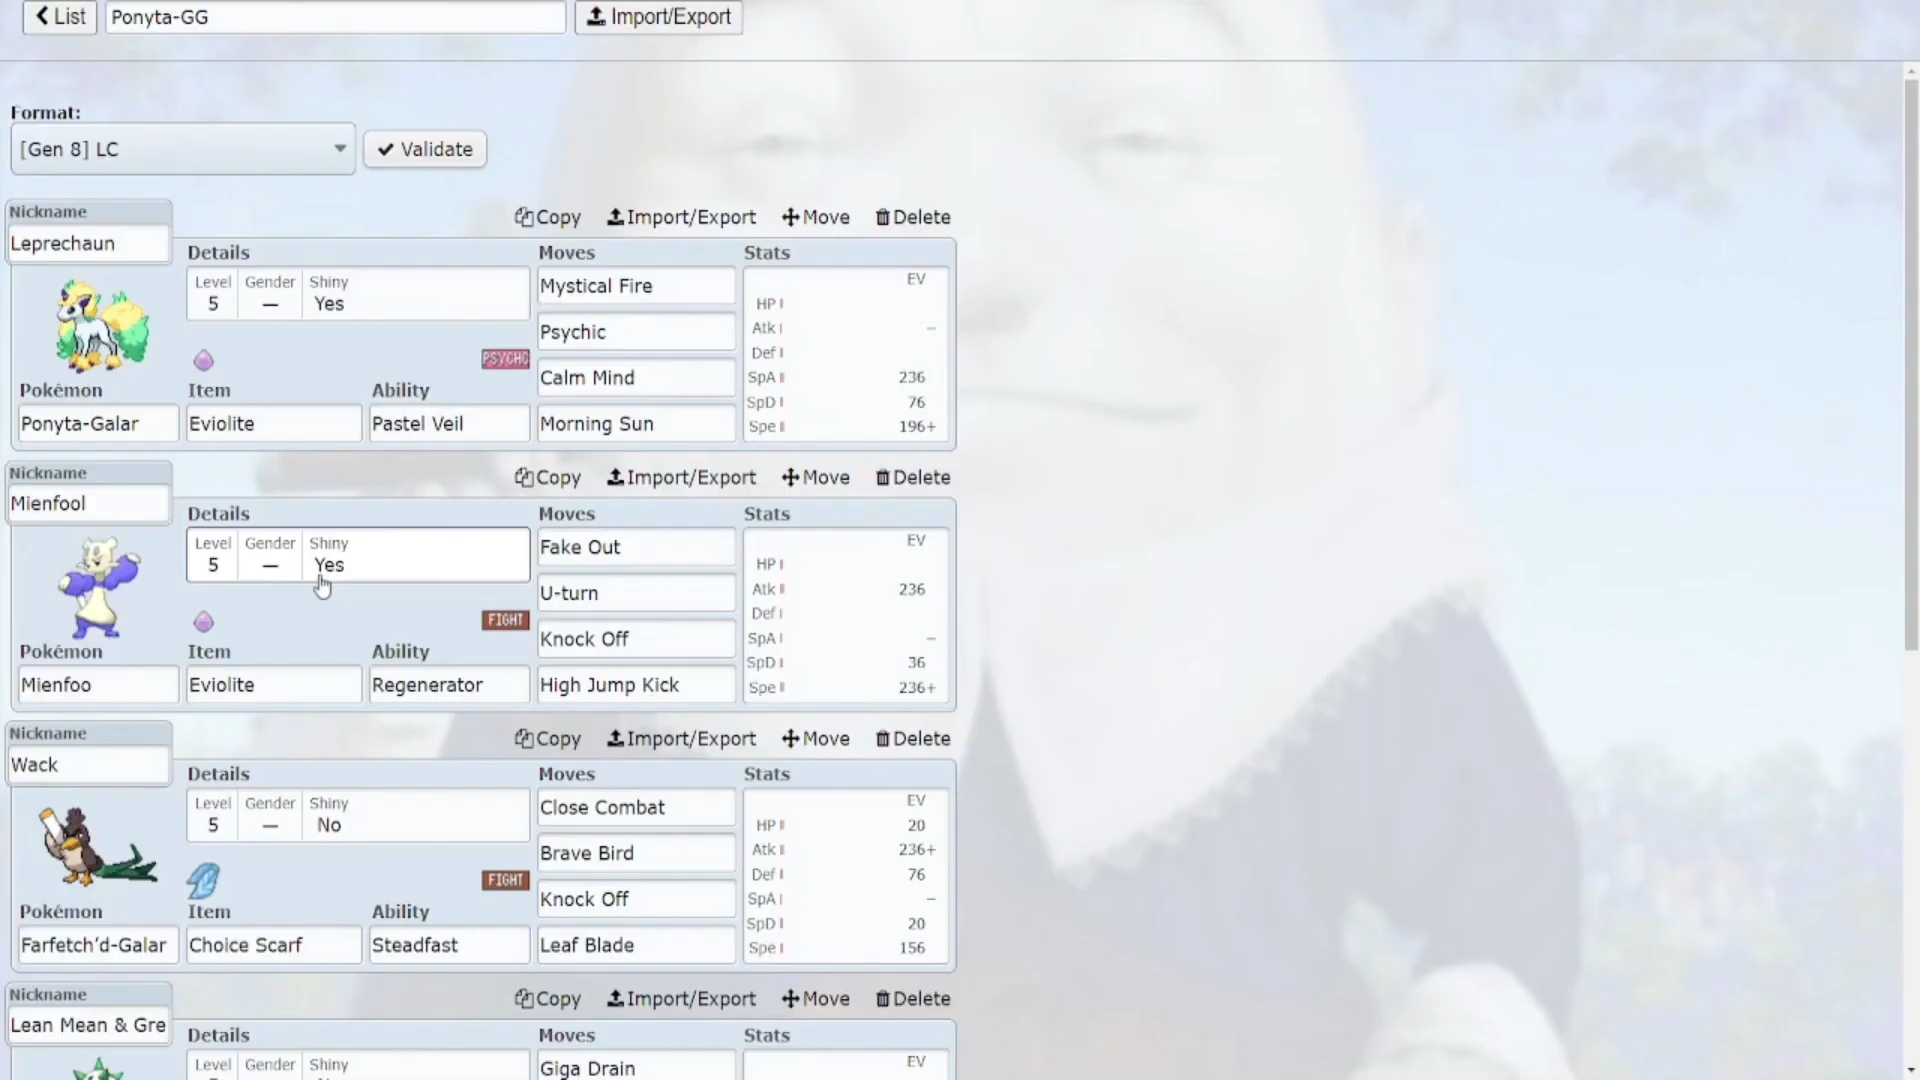 List
Ponyta-GG
Import/Export
Format:
[Gen 8] LC
Validate
Nickname
Leprechaun
Copy Import/Export Move Delete
Details Moves Stats
Level Gender Shiny
5 — Yes
Mystical Fire
Psychic
Calm Mind
Morning Sun
EV
HP
Atk –
Def
SpA 236
SpD 76
Spe 196+
PSYCHC
Pokémon Item Ability
Ponyta-Galar Eviolite Pastel Veil
Nickname
Mienfool
Copy Import/Export Move Delete
Details Moves Stats
Level Gender Shiny
5 — Yes
Fake Out
U-turn
Knock Off
High Jump Kick
EV
HP
Atk 236
Def
SpA –
SpD 36
Spe 236+
FIGHT
Pokémon Item Ability
Mienfoo Eviolite Regenerator
Nickname
Wack
Copy Import/Export Move Delete
Details Moves Stats
Level Gender Shiny
5 — No
Close Combat
Brave Bird
Knock Off
Leaf Blade
EV
HP 20
Atk 236+
Def 76
SpA –
SpD 20
Spe 156
FIGHT
Pokémon Item Ability
Farfetch'd-Galar Choice Scarf Steadfast
Nickname
Lean Mean & Gre
Copy Import/Export Move Delete
Details Moves Stats
Level Gender Shiny
Giga Drain
EV